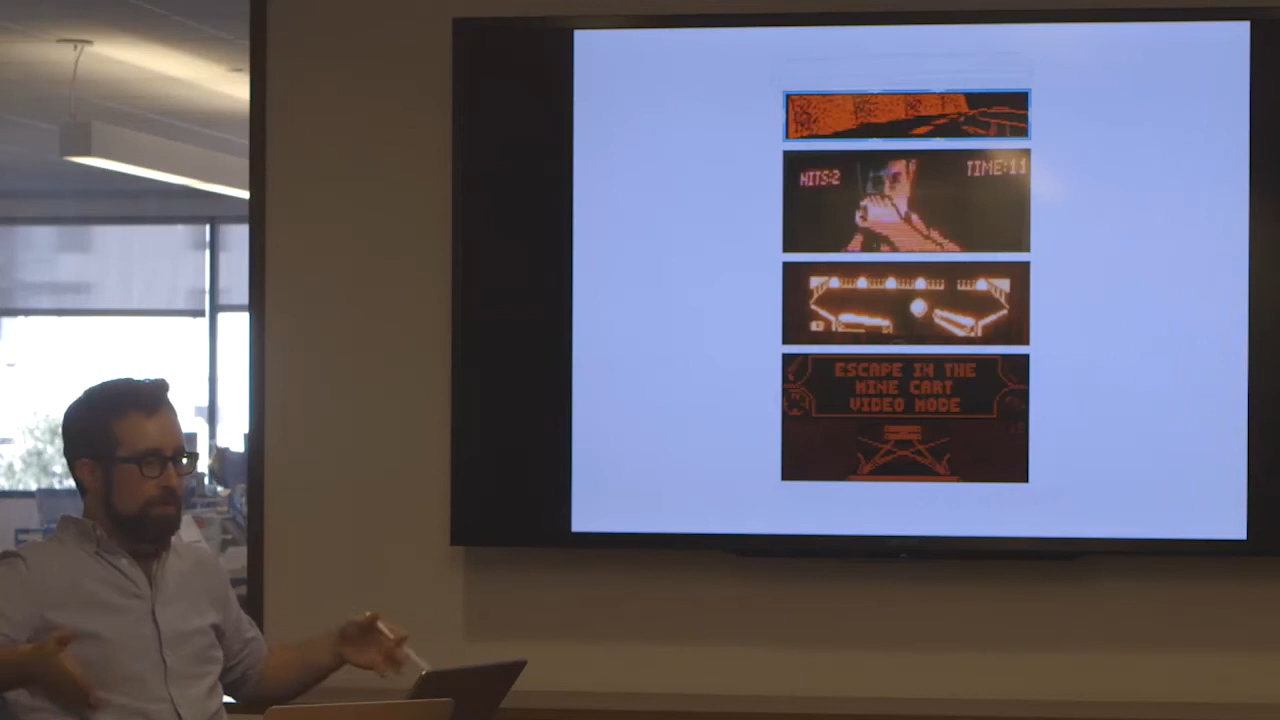 HITS:2
TIME:11
ESCAPE IN THE
MINE CART
VIDEO MODE